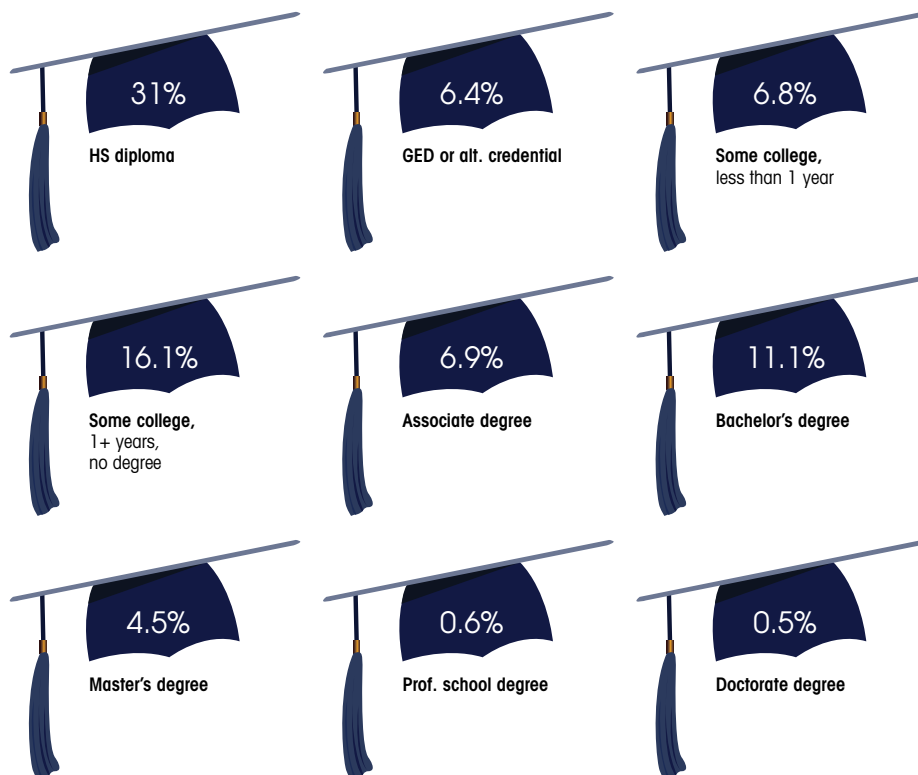 31%
HS diploma
6.4%
GED or alt. credential
6.8%
Some college,
less than 1 year
16.1%
Some college,
1+ years,
no degree
6.9%
Associate degree
11.1%
Bachelor’s degree
4.5%
Master’s degree
0.6%
Prof. school degree
0.5%
Doctorate degree